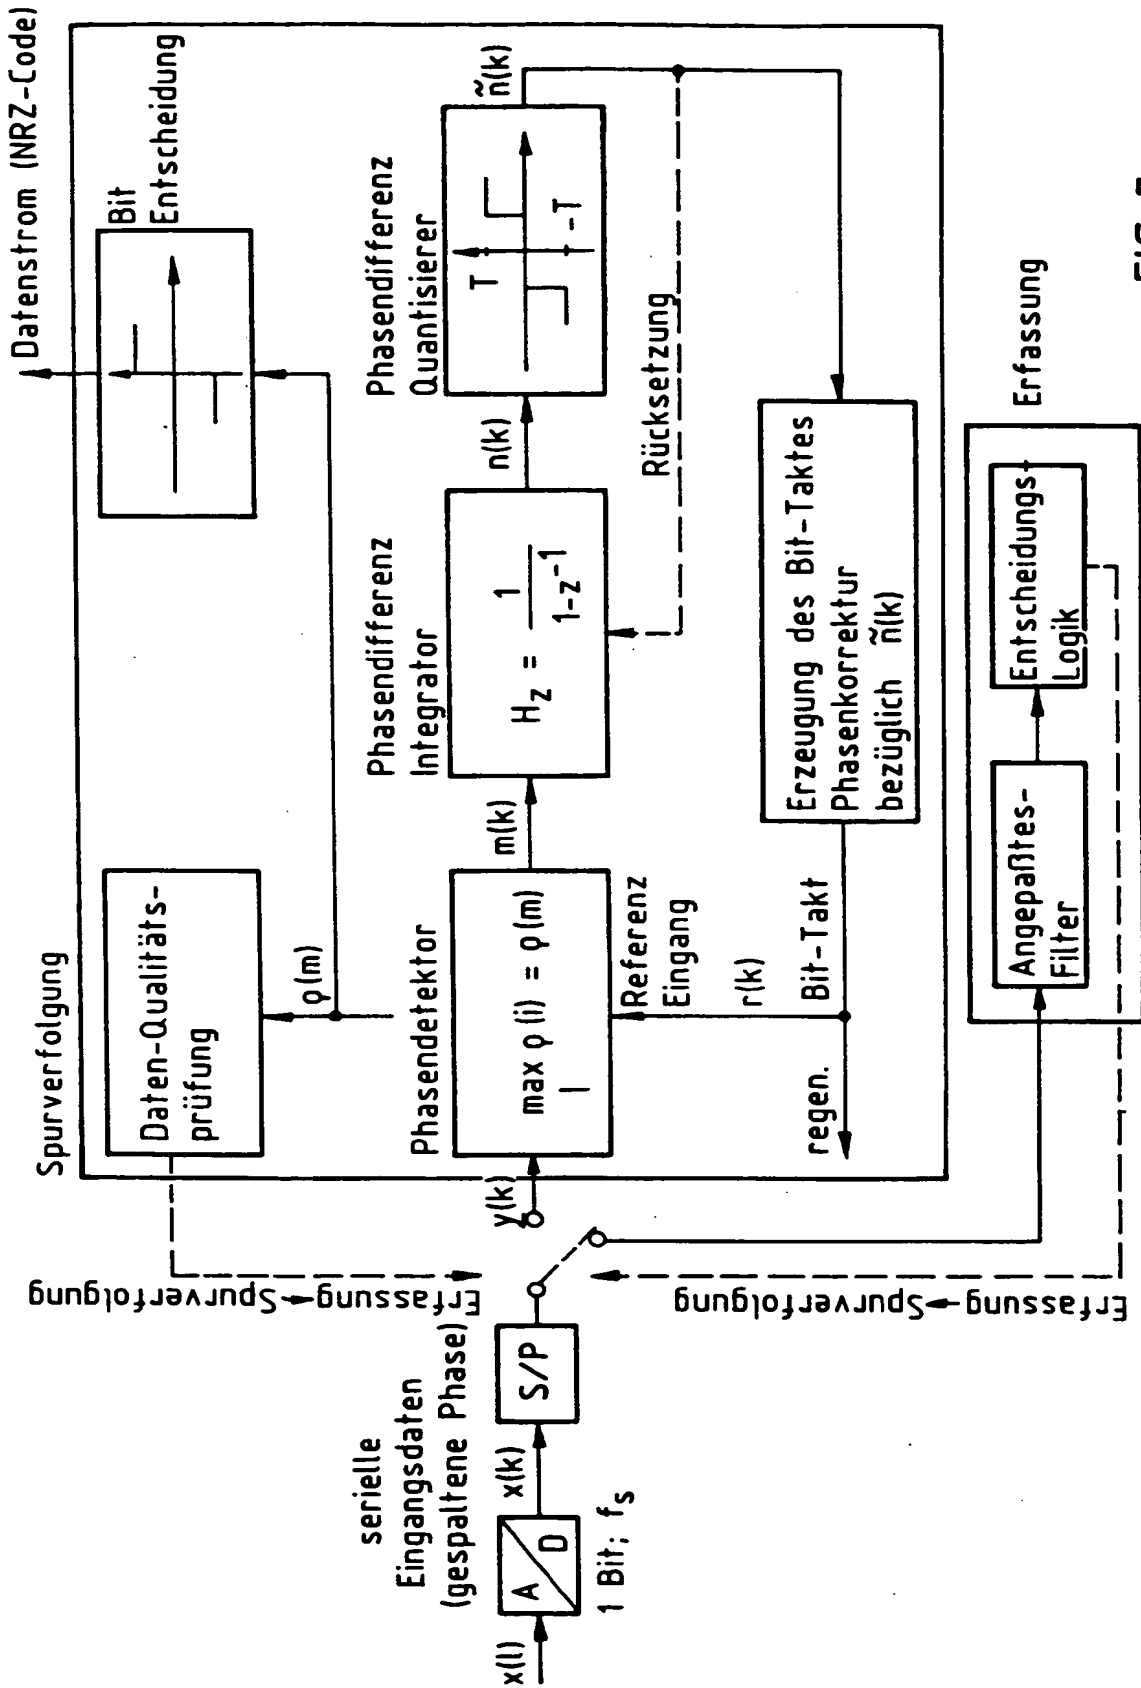 Datenstrom (NRZ-Code)
Spurverfolgung
Bit
Entscheidung
Daten-Qualitäts-
prüfung
ρ(m)
Erfassung→Spurverfolgung
serielle
Eingangsdaten
(gespaltene Phase)
x(l)
A
D
1 Bit; fS
x(k)
S/P
y(k)
Phasendetektor
max ρ(i) = ρ(m)
I
m(k)
Phasendifferenz
Integrator
HZ = 1/(1-z-1)
n(k)
Phasendifferenz
Quantisierer
T
-T
ñ(k)
Rücksetzung
Referenz
Eingang
r(k)
regen.
Bit-Takt
Erzeugung des Bit-Taktes
Phasenkorrektur
bezüglich ñ(k)
Erfassung→Spurverfolgung
Erfassung
Angepaßtes-
Filter
Entscheidungs-
Logik